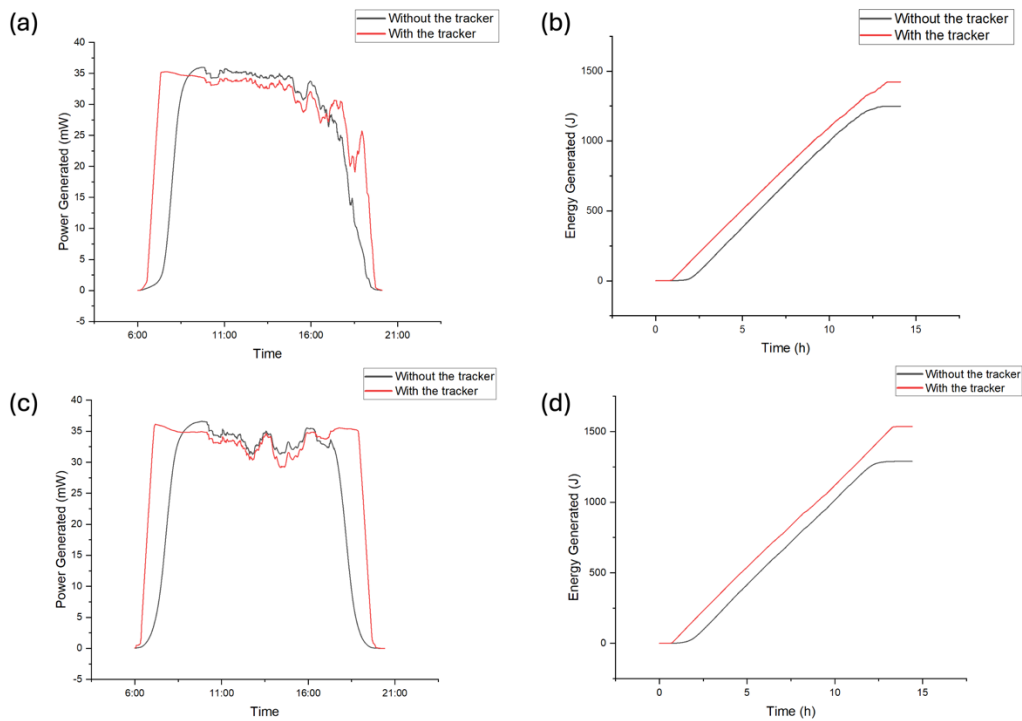 (a)
Without the tracker
With the tracker
40
35
30
25
20
15
10
5
0
-5
Power Generated (mW)
6:00 11:00 16:00 21:00
Time
(b)
Without the tracker
With the tracker
1500
1000
500
0
Energy Generated (J)
0 5 10 15
Time (h)
(c)
Without the tracker
With the tracker
40
35
30
25
20
15
10
5
0
-5
Power Generated (mW)
6:00 11:00 16:00 21:00
Time
(d)
Without the tracker
With the tracker
1500
1000
500
0
Energy Generated (J)
0 5 10 15
Time (h)